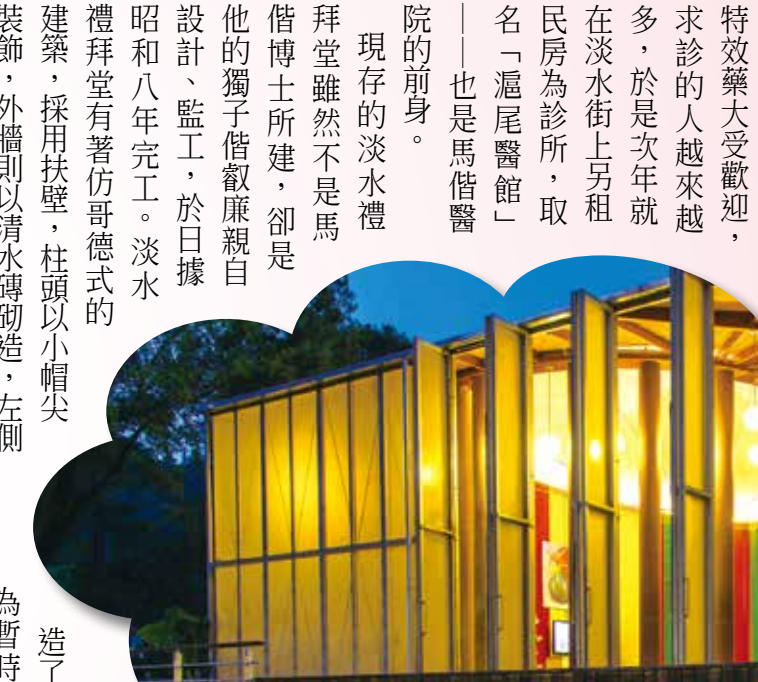 特效藥大受歡迎，
求診的人越來越
多，於是次年就
在淡水街上另租
民房為診所，取
名「滬尾醫館」
——也是馬偕醫
院的前身。
現存的淡水禮
拜堂雖然不是馬
偕博士所建，卻是
他的獨子偕叡廉親自
設計、監工，於日據
昭和八年完工。淡水
禮拜堂有著仿哥德式的
建築，採用扶壁，柱頭以小帽尖
裝飾，外牆則以清水磚砌造，左側
造了
為暫時